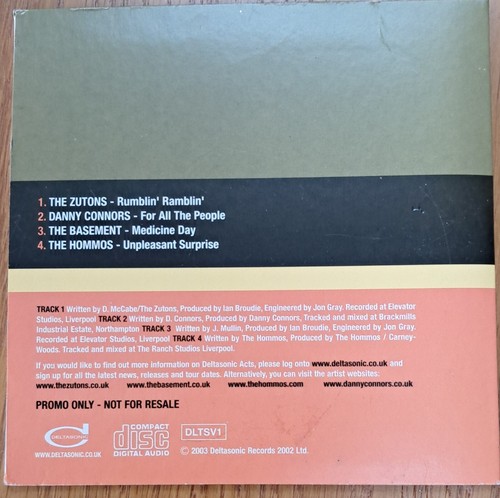 1. THE ZUTONS - Rumblin' Ramblin'
2. DANNY CONNORS - For All The People
3. THE BASEMENT - Medicine Day
4. THE HOMMOS - Unpleasant Surprise
TRACK 1 Written by D. McCabe/The Zutons, Produced by Ian Broudie, Engineered by Jon Gray. Recorded at Elevator
Studios, Liverpool TRACK 2 Written by D. Connors, Produced by Danny Connors, Tracked and mixed at Brackmills
Industrial Estate, Northampton TRACK 3 Written by J. Mullin, Produced by Ian Broudie, Engineered by Jon Gray.
Recorded at Elevator Studios, Liverpool TRACK 4 Written by The Hommos, Produced by The Hommos / Carney-
Woods. Tracked and mixed at The Ranch Studios Liverpool.
If you would like to find out more information on Deltasonic Acts, please log onto www.deltasonic.co.uk and
sign up for all the latest news, releases and tour dates. Alternatively, you can visit the artist websites:
www.thezutons.co.uk www.thebasement.co.uk www.thehommos.com www.dannyconnors.co.uk
PROMO ONLY - NOT FOR RESALE
DELTASONIC
WWW.DELTASONIC.CO.UK
COMPACT
disc
DIGITAL AUDIO
DLTSV1
© 2003 Deltasonic Records 2002 Ltd.